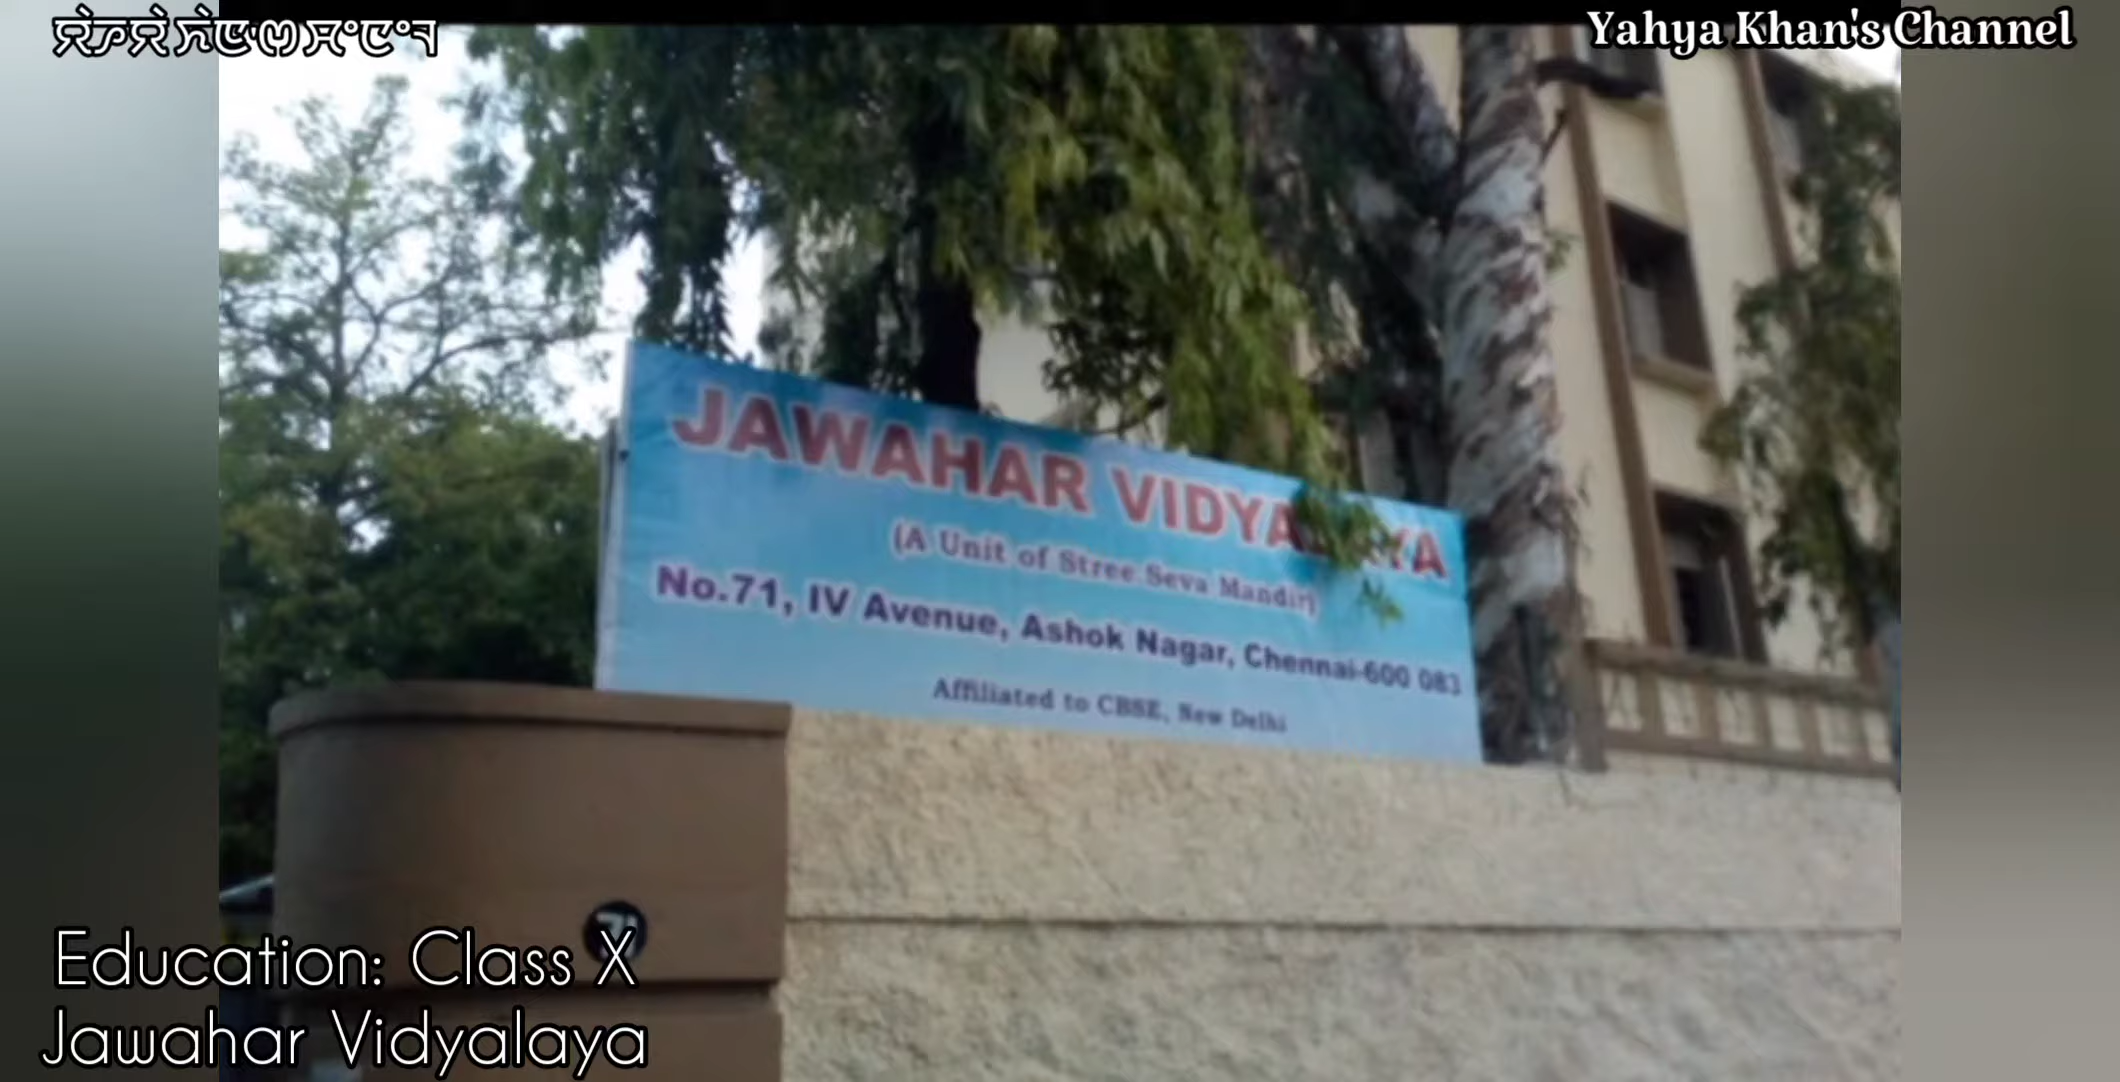 Yahya Khan's Channel
JAWAHAR VIDYALAYA
(A Unit of Stree Seva Mandir)
No.71, IV Avenue, Ashok Nagar, Chennai-600 083
Affiliated to CBSE, New Delhi
Education: Class X
Jawahar Vidyalaya